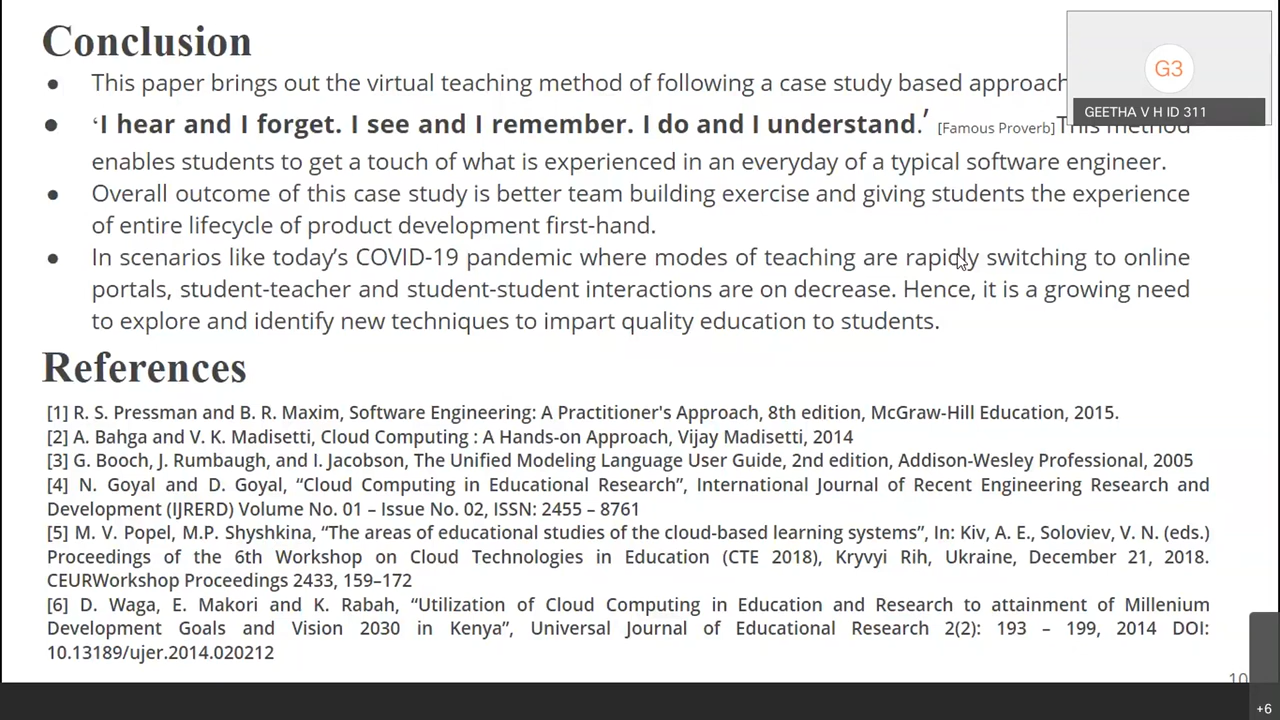 Conclusion
● This paper brings out the virtual teaching method of following a case study based approach
G3
GEETHA V H ID 311
● ‘I hear and I forget. I see and I remember. I do and I understand.’ [Famous Proverb]This method
enables students to get a touch of what is experienced in an everyday of a typical software engineer.
● Overall outcome of this case study is better team building exercise and giving students the experience
of entire lifecycle of product development first-hand.
● In scenarios like today’s COVID-19 pandemic where modes of teaching are rapidly switching to online
portals, student-teacher and student-student interactions are on decrease. Hence, it is a growing need
to explore and identify new techniques to impart quality education to students.
References
[1] R. S. Pressman and B. R. Maxim, Software Engineering: A Practitioner's Approach, 8th edition, McGraw-Hill Education, 2015.
[2] A. Bahga and V. K. Madisetti, Cloud Computing : A Hands-on Approach, Vijay Madisetti, 2014
[3] G. Booch, J. Rumbaugh, and I. Jacobson, The Unified Modeling Language User Guide, 2nd edition, Addison-Wesley Professional, 2005
[4] N. Goyal and D. Goyal, “Cloud Computing in Educational Research”, International Journal of Recent Engineering Research and
Development (IJRERD) Volume No. 01 – Issue No. 02, ISSN: 2455 – 8761
[5] M. V. Popel, M.P. Shyshkina, “The areas of educational studies of the cloud-based learning systems”, In: Kiv, A. E., Soloviev, V. N. (eds.)
Proceedings of the 6th Workshop on Cloud Technologies in Education (CTE 2018), Kryvyi Rih, Ukraine, December 21, 2018.
CEURWorkshop Proceedings 2433, 159–172
[6] D. Waga, E. Makori and K. Rabah, “Utilization of Cloud Computing in Education and Research to attainment of Millenium
Development Goals and Vision 2030 in Kenya”, Universal Journal of Educational Research 2(2): 193 – 199, 2014 DOI:
10.13189/ujer.2014.020212
10
+6